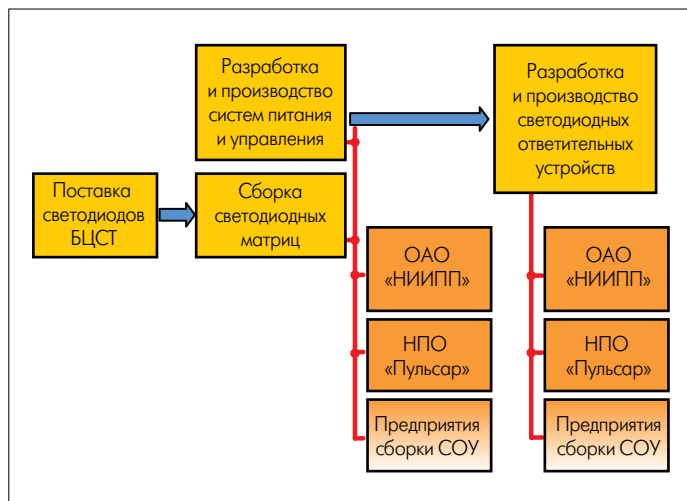 Разработка
и производство
систем питания
и управления
Разработка
и производство
светодиодных
ответительных
устройств
Поставка
светодиодов
БЦСТ
Сборка
светодиодных
матриц
ОАО
«НИИПП»
НПО
«Пульсар»
Предприятия
сборки СОУ
ОАО
«НИИПП»
НПО
«Пульсар»
Предприятия
сборки СОУ